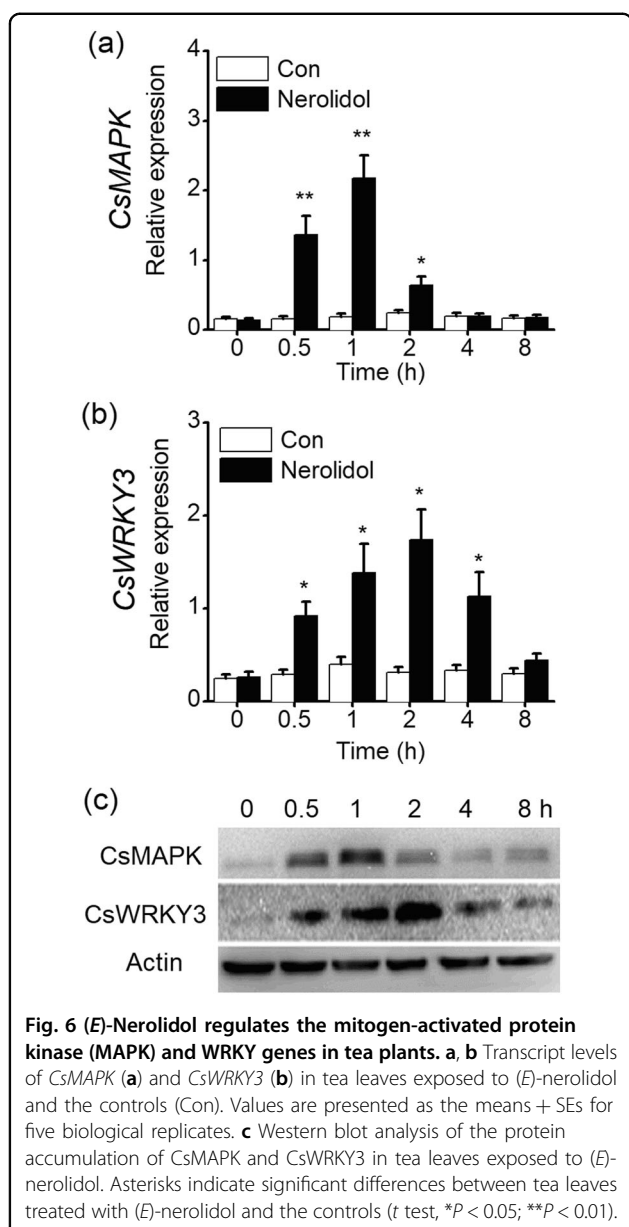 (a)
4
3
2
1
0
CsMAPK
Relative expression
Con
Nerolidol
**
**
*
0 0.5 1 2 4 8
Time (h)
(b)
3
2
1
0
CsWRKY3
Relative expression
Con
Nerolidol
*
*
*
*
0 0.5 1 2 4 8
Time (h)
(c)
0 0.5 1 2 4 8 h
CsMAPK
CsWRKY3
Actin
Fig. 6 (E)-Nerolidol regulates the mitogen-activated protein
kinase (MAPK) and WRKY genes in tea plants. a, b Transcript levels
of CsMAPK (a) and CsWRKY3 (b) in tea leaves exposed to (E)-nerolidol
and the controls (Con). Values are presented as the means + SEs for
five biological replicates. c Western blot analysis of the protein
accumulation of CsMAPK and CsWRKY3 in tea leaves exposed to (E)-
nerolidol. Asterisks indicate significant differences between tea leaves
treated with (E)-nerolidol and the controls (t test, *P < 0.05; **P < 0.01).